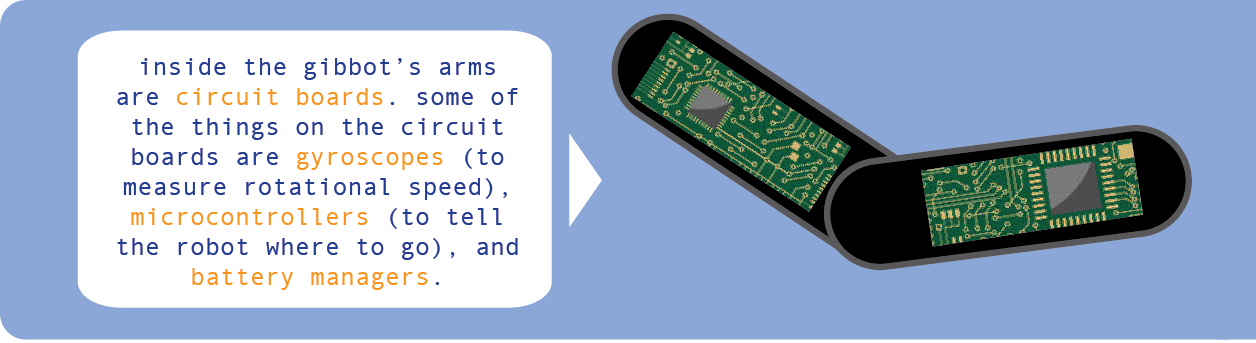 inside the gibbot's arms
are circuit boards. some of
the things on the circuit
boards are gyroscopes (to
measure rotational speed),
microcontrollers (to tell
the robot where to go), and
battery managers.